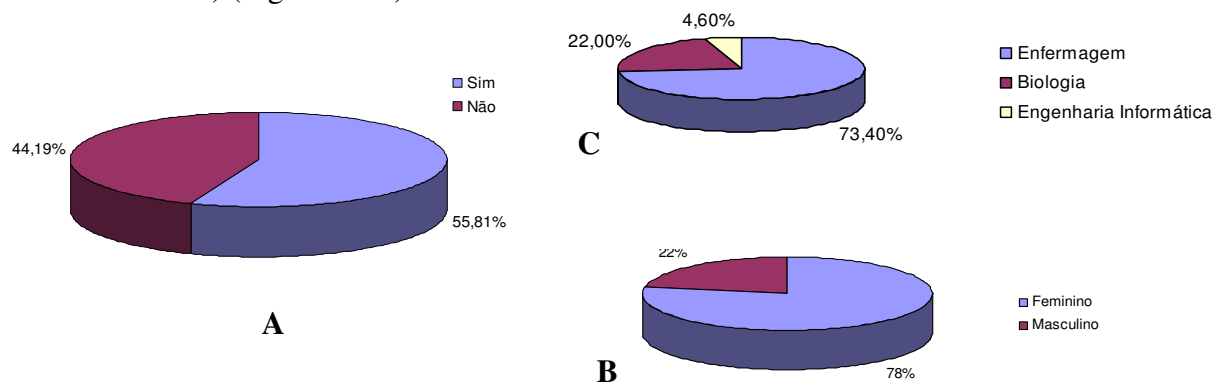 Sim
Não
44,19%
55,81%
A
4,60%
22,00%
73,40%
Enfermagem
Biologia
Engenharia Informática
C
22%
78%
Feminino
Masculino
B